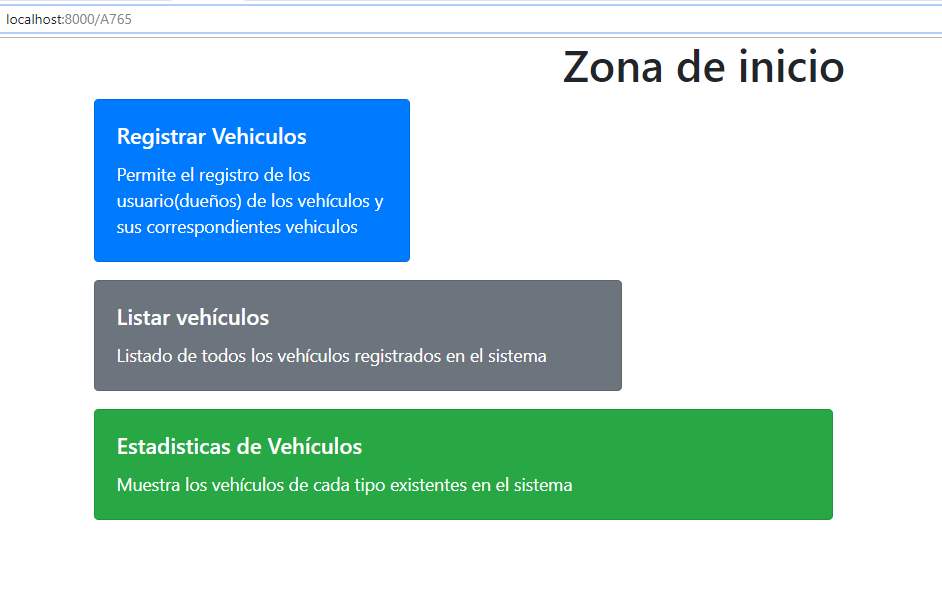 localhost:8000/A765
Zona de inicio
Registrar Vehiculos
Permite el registro de los
usuario(dueños) de los vehículos y
sus correspondientes vehiculos
Listar vehículos
Listado de todos los vehículos registrados en el sistema
Estadisticas de Vehículos
Muestra los vehículos de cada tipo existentes en el sistema